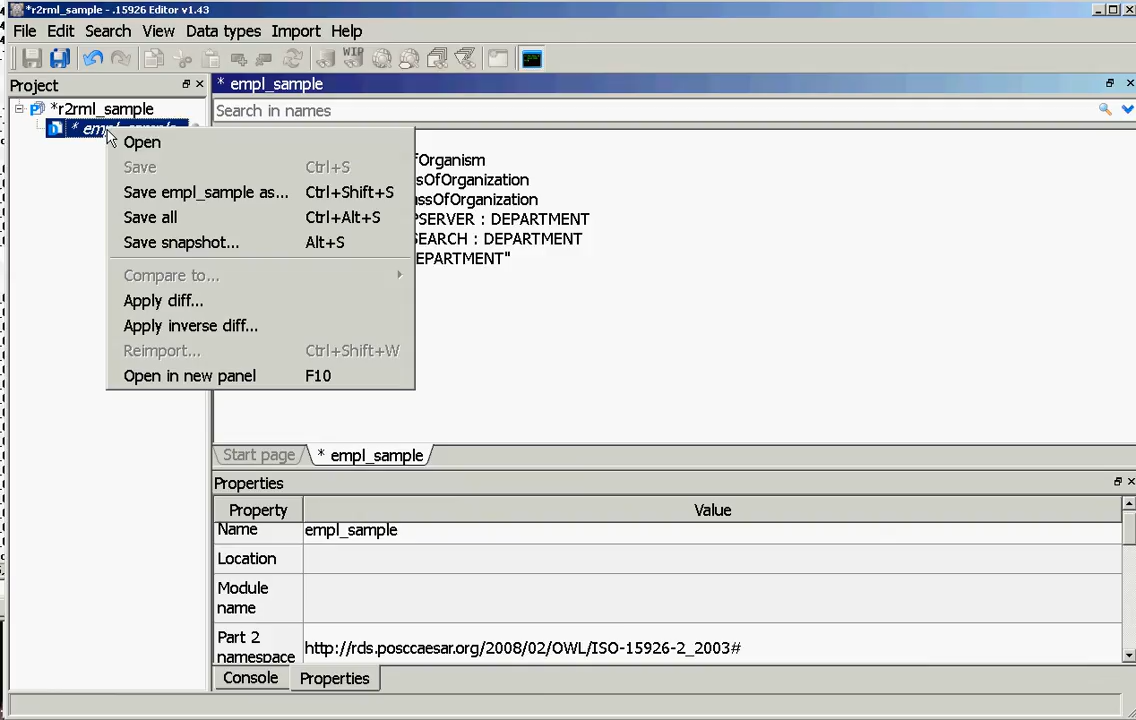 *r2rml_sample - .15926 Editor v1.43
File Edit Search View Data types Import Help
WIP
Project
* empl_sample
Search in names
*r2rml_sample
Open
Save Ctrl+S
Save empl_sample as... Ctrl+Shift+S
Save all Ctrl+Alt+S
Save snapshot... Alt+S
Compare to...
Apply diff...
Apply inverse diff...
Reimport... Ctrl+Shift+W
Open in new panel F10
fOrganism
sOfOrganization
ssOfOrganization
PSERVER : DEPARTMENT
SEARCH : DEPARTMENT
EPARTMENT"
Start page
* empl_sample
Properties
Property Value
Name empl_sample
Location
Module name
Part 2 namespace http://rds.posccaesar.org/2008/02/OWL/ISO-15926-2_2003#
Console Properties